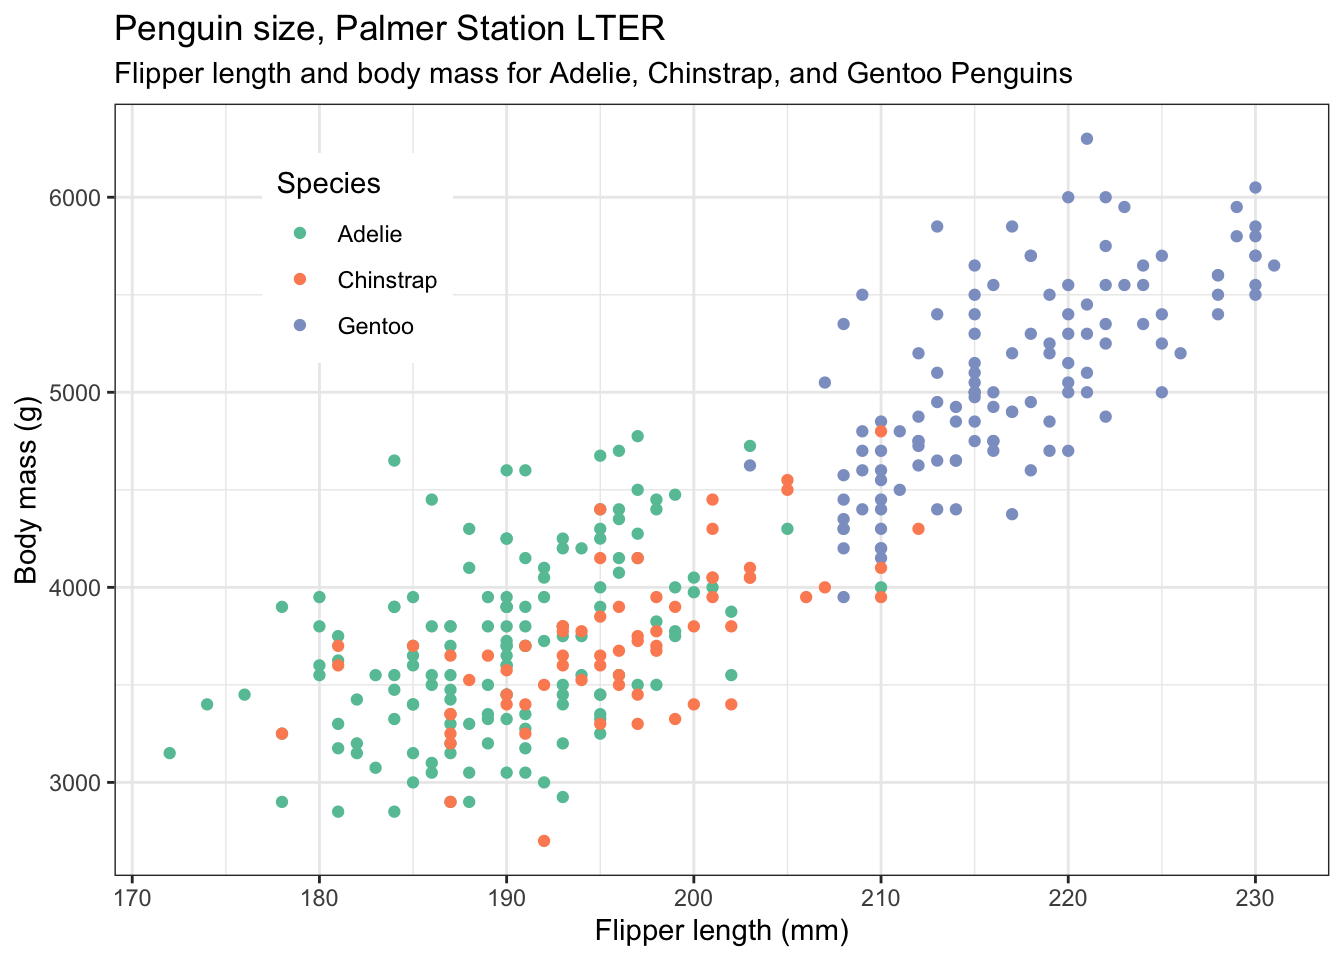 Penguin size, Palmer Station LTER
Flipper length and body mass for Adelie, Chinstrap, and Gentoo Penguins
Species
Adelie
Chinstrap
Gentoo
6000
5000
4000
3000
Body mass (g)
170 180 190 200 210 220 230
Flipper length (mm)